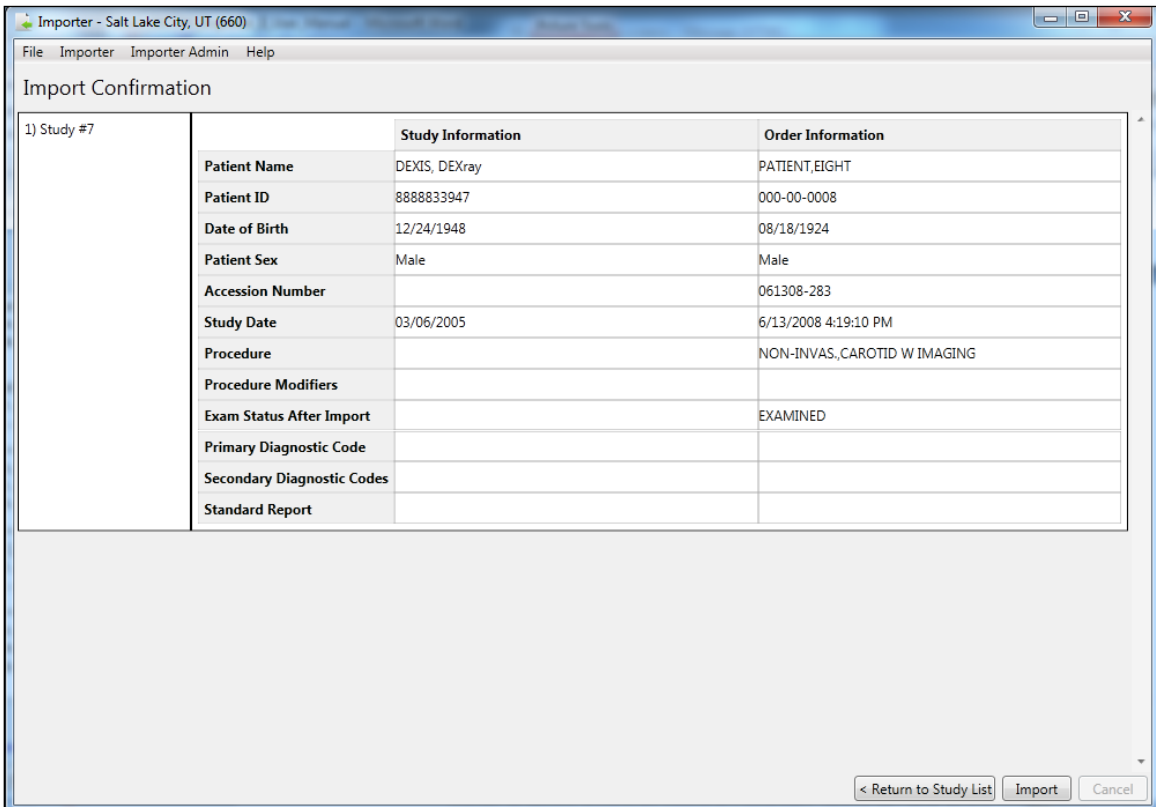 Importer - Salt Lake City, UT (660)
File Importer Importer Admin Help
Import Confirmation
1) Study #7
Study Information Order Information
Patient Name DEXIS, DEXray PATIENT,EIGHT
Patient ID 8888833947 000-00-0008
Date of Birth 12/24/1948 08/18/1924
Patient Sex Male Male
Accession Number 061308-283
Study Date 03/06/2005 6/13/2008 4:19:10 PM
Procedure NON-INVAS.,CAROTID W IMAGING
Procedure Modifiers
Exam Status After Import EXAMINED
Primary Diagnostic Code
Secondary Diagnostic Codes
Standard Report
< Return to Study List Import Cancel